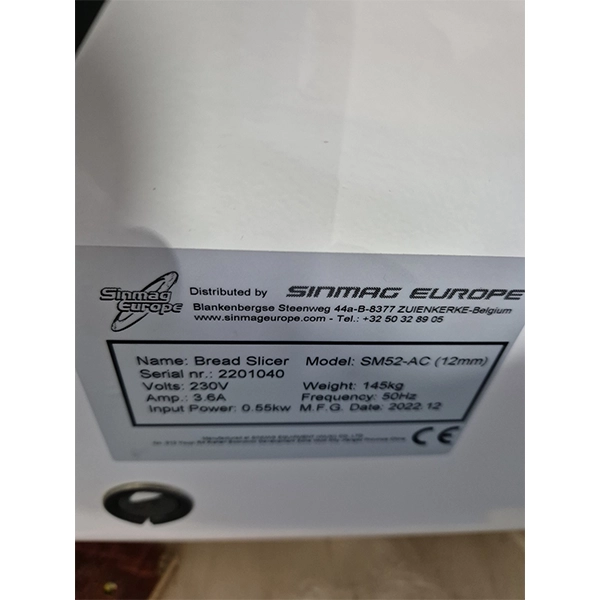 Sinmag
Europe
Distributed by SINMAG EUROPE
Blankenbergse Steenweg 44a-B-8377 ZUIENKERKE-Belgium
www.sinmageurope.com - Tel.: +32 50 32 89 05
Name: Bread Slicer Model: SM52-AC (12mm)
Serial nr.: 2201040
Volts: 230V Weight: 145kg
Amp.: 3.6A Frequency: 50Hz
Input Power: 0.55kw M.F.G. Date: 2022.12
CE